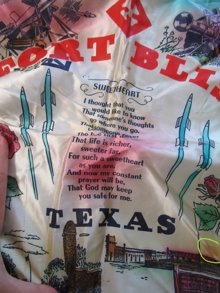 FORT BLIS
SWEETHEART
I thought that you
would like to know
That someone's thoughts
go where you go.
That life is richer,
sweeter far,
For such a sweetheart
as you are.
And now my constant
prayer will be,
That God may keep
you safe for me.
TEXAS